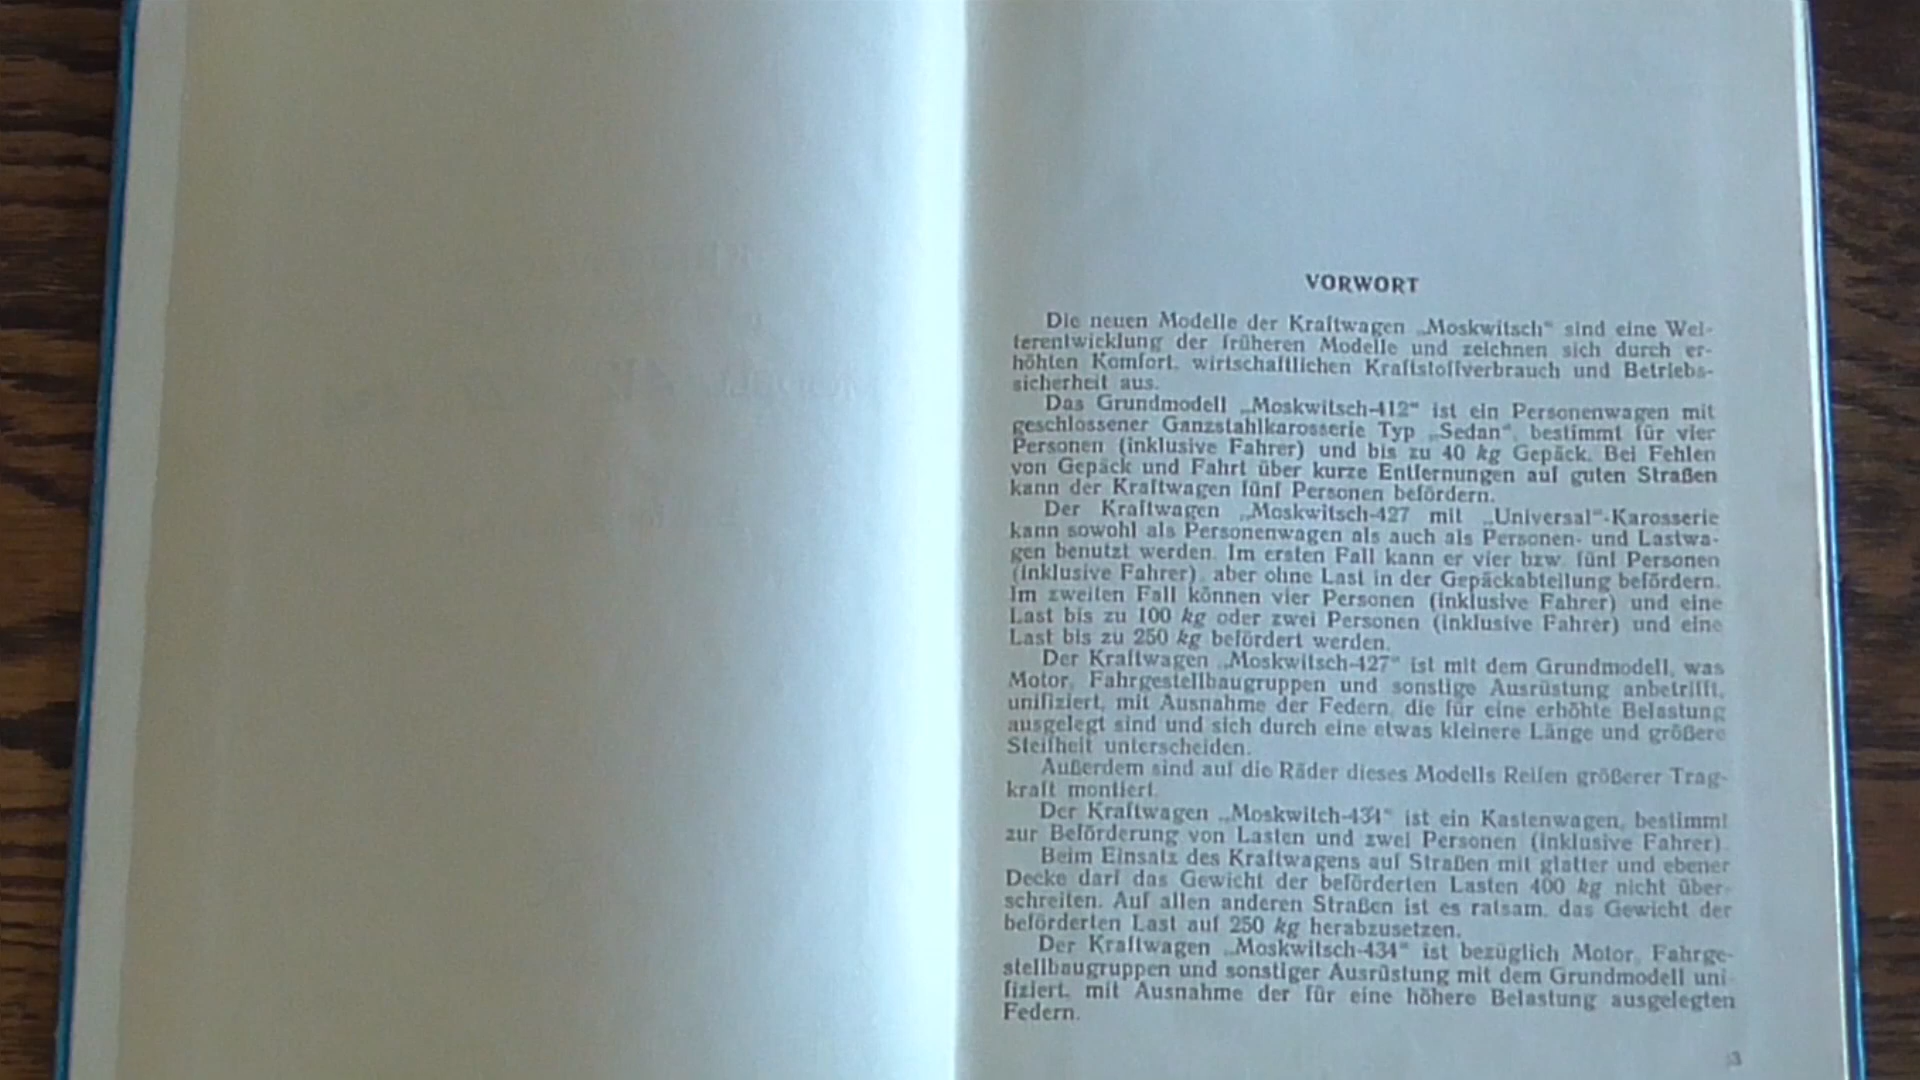 VORWORT
Die neuen Modelle der Kraftwagen „Moskwitsch“ sind eine Wei-
terentwicklung der früheren Modelle und zeichnen sich durch er-
höhten Komfort, wirtschaftlichen Kraftstoffverbrauch und Betriebs-
sicherheit aus.
Das Grundmodell „Moskwitsch-412“ ist ein Personenwagen mit
geschlossener Ganzstahlkarosserie Typ „Sedan“, bestimmt für vier
Personen (inklusive Fahrer) und bis zu 40 kg Gepäck. Bei Fehlen
von Gepäck und Fahrt über kurze Entfernungen auf guten Straßen
kann der Kraftwagen fünf Personen befördern.
Der Kraftwagen „Moskwitsch-427 mit „Universal“-Karosserie
kann sowohl als Personenwagen als auch als Personen- und Lastwa-
gen benutzt werden. Im ersten Fall kann er vier bzw. fünf Personen
(inklusive Fahrer), aber ohne Last in der Gepäckabteilung befördern.
Im zweiten Fall können vier Personen (inklusive Fahrer) und eine
Last bis zu 100 kg oder zwei Personen (inklusive Fahrer) und eine
Last bis zu 250 kg befördert werden.
Der Kraftwagen „Moskwitsch-427“ ist mit dem Grundmodell, was
Motor, Fahrgestellbaugruppen und sonstige Ausrüstung anbetrifft,
unifiziert, mit Ausnahme der Federn, die für eine erhöhte Belastung
ausgelegt sind und sich durch eine etwas kleinere Länge und größere
Steifheit unterscheiden.
Außerdem sind auf die Räder dieses Modells Reifen größerer Trag-
kraft montiert.
Der Kraftwagen „Moskwitch-434“ ist ein Kastenwagen, bestimmt
zur Beförderung von Lasten und zwei Personen (inklusive Fahrer).
Beim Einsatz des Kraftwagens auf Straßen mit glatter und ebener
Decke darf das Gewicht der beförderten Lasten 400 kg nicht über-
schreiten. Auf allen anderen Straßen ist es ratsam, das Gewicht der
beförderten Last auf 250 kg herabzusetzen.
Der Kraftwagen „Moskwitsch-434“ ist bezüglich Motor, Fahrge-
stellbaugruppen und sonstiger Ausrüstung mit dem Grundmodell uni-
fiziert, mit Ausnahme der für eine höhere Belastung ausgelegten
Federn.
3